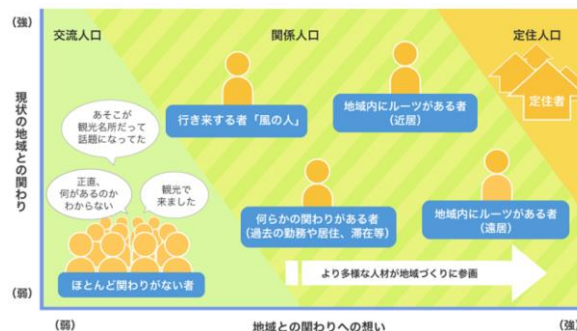 (強)
交流人口
関係人口
定住人口
現状の地域との関わり
あそこが
観光名所だって
話題になってた
正直、
何があるのか
わからない
観光で
来ました
行き来する者「風の人」
地域内にルーツがある者
(近居)
定住者
何らかの関わりがある者
(過去の勤務や居住、滞在等)
地域内にルーツがある者
(遠居)
ほとんど関わりがない者
より多様な人材が地域づくりに参画
(弱)
(弱)
地域との関わりへの想い
(強)